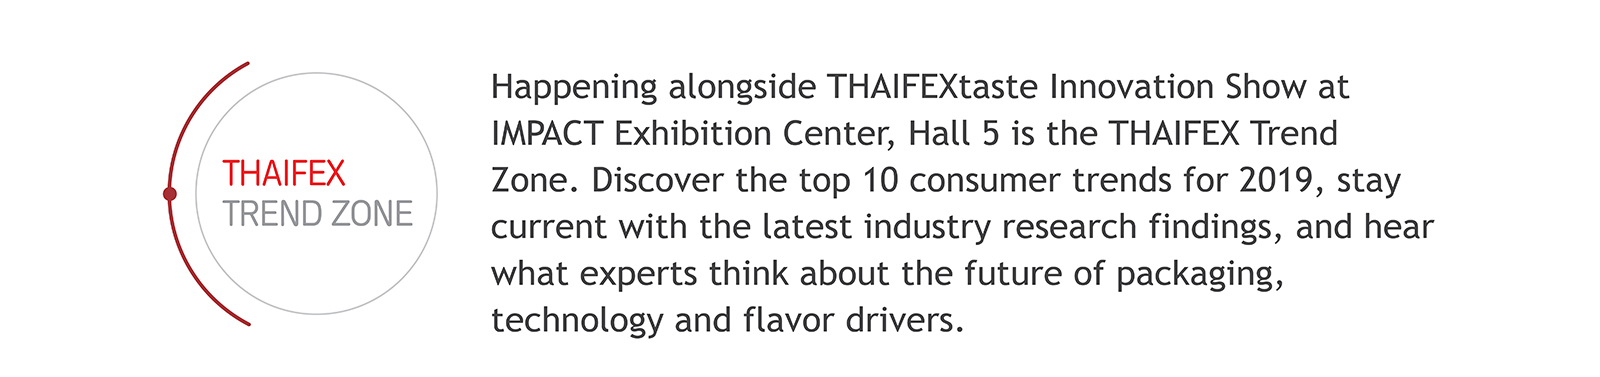 THAIFEX
TREND ZONE
Happening alongside THAIFEXtaste Innovation Show at
IMPACT Exhibition Center, Hall 5 is the THAIFEX Trend
Zone. Discover the top 10 consumer trends for 2019, stay
current with the latest industry research findings, and hear
what experts think about the future of packaging,
technology and flavor drivers.